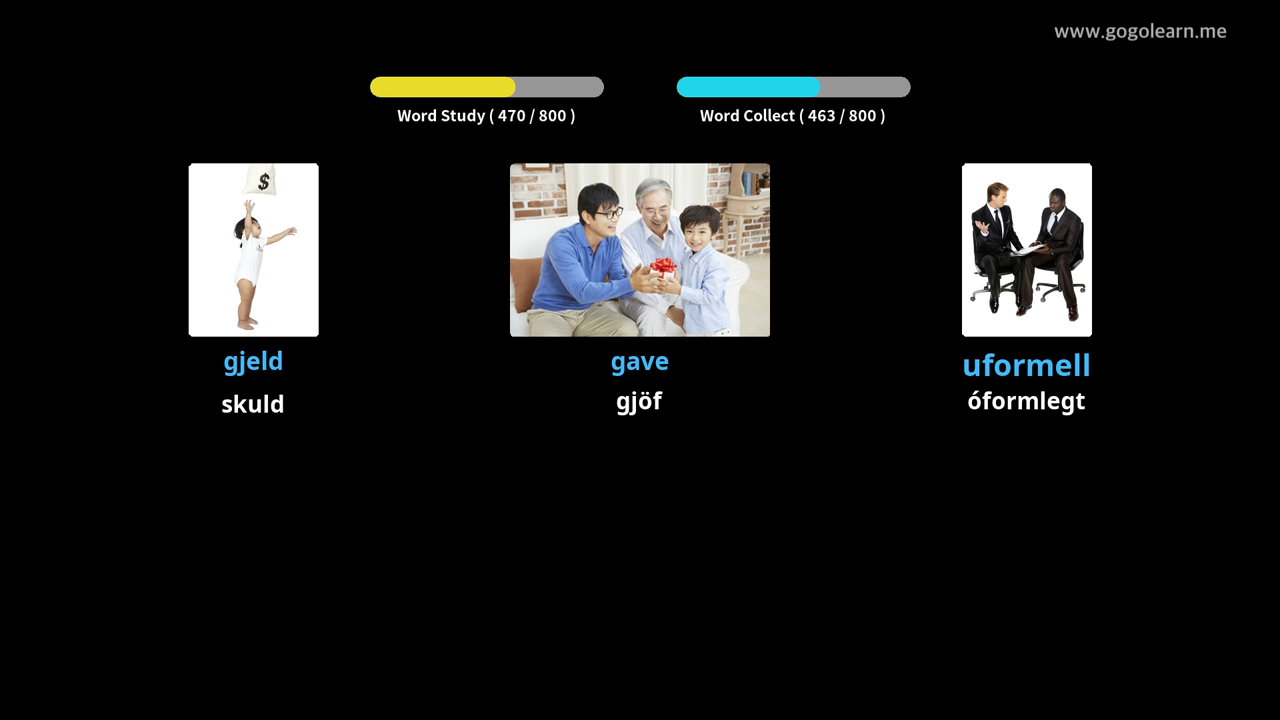 www.gogolearn.me
Word Study ( 470 / 800 )
Word Collect ( 463 / 800 )
$
gjeld
gave
uformell
skuld
gjöf
óformlegt